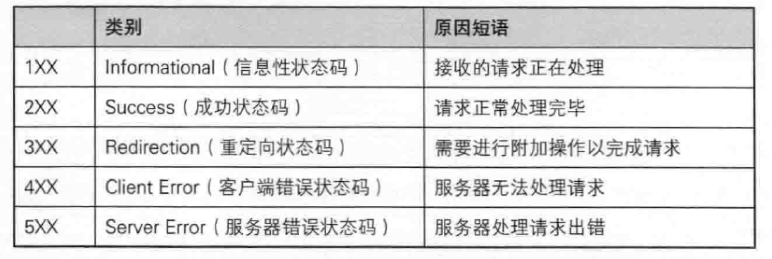 类别 原因短语
1XX Informational（信息性状态码） 接收的请求正在处理
2XX Success（成功状态码） 请求正常处理完毕
3XX Redirection（重定向状态码） 需要进行附加操作以完成请求
4XX Client Error（客户端错误状态码） 服务器无法处理请求
5XX Server Error（服务器错误状态码） 服务器处理请求出错